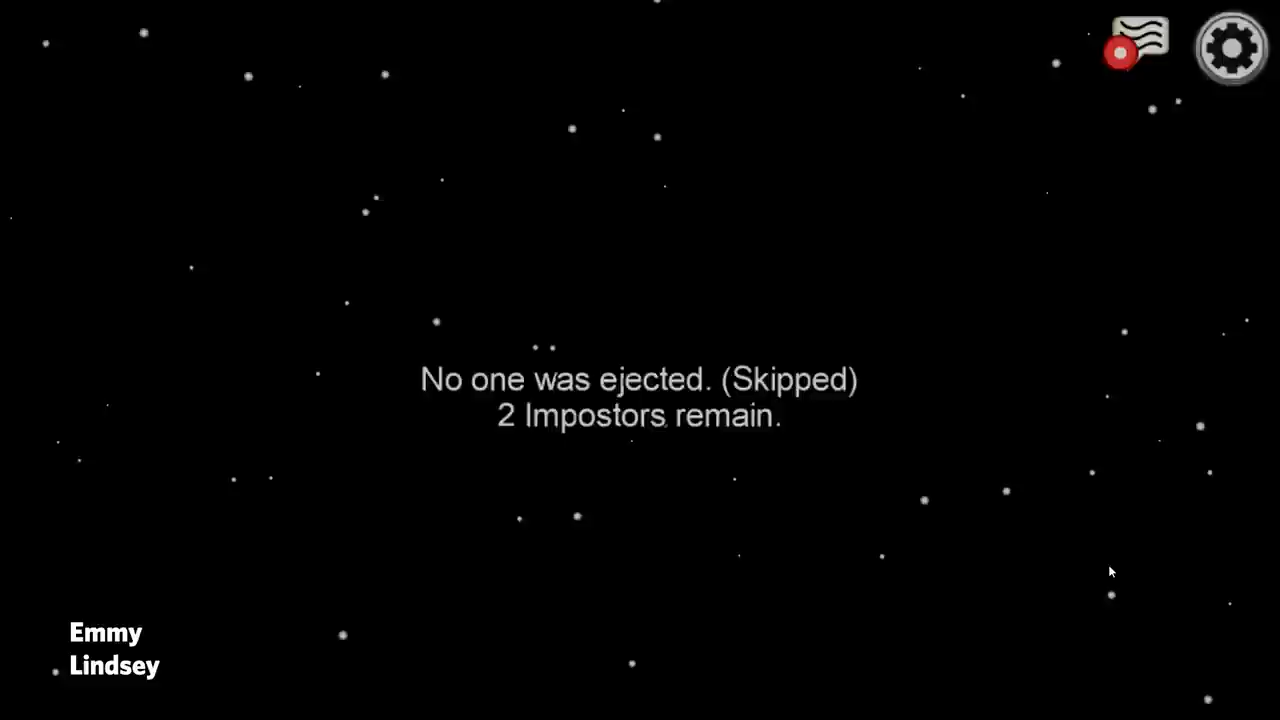 No one was ejected. (Skipped)
2 Impostors remain.
Emmy
Lindsey